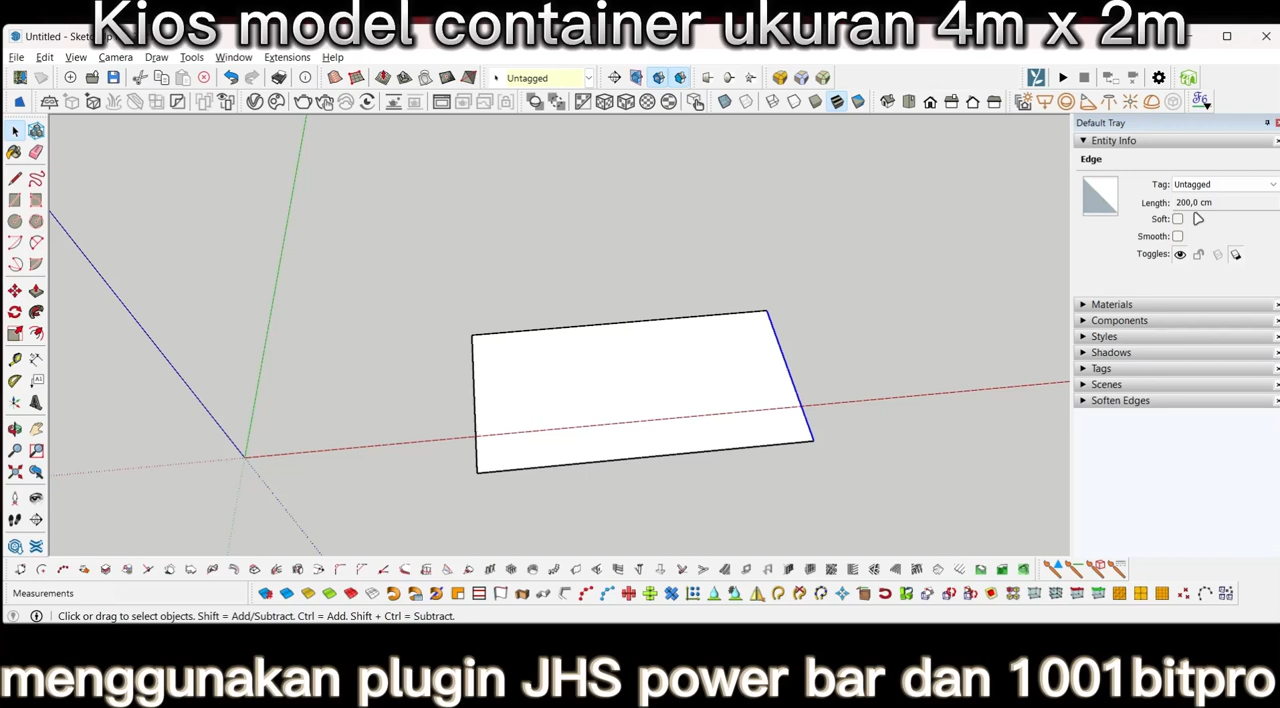 Kios model container ukuran 4m x 2m
Untitled - Sket
File Edit View Camera Draw Tools Window Extensions Help
Untagged
Default Tray
Entity Info
Edge
Tag: Untagged
Length: 200,0 cm
Soft:
Smooth:
Toggles:
Materials
Components
Styles
Shadows
Tags
Scenes
Soften Edges
Measurements
Click or drag to select objects. Shift = Add/Subtract. Ctrl = Add. Shift + Ctrl = Subtract.
menggunakan plugin JHS power bar dan 1001bitpro